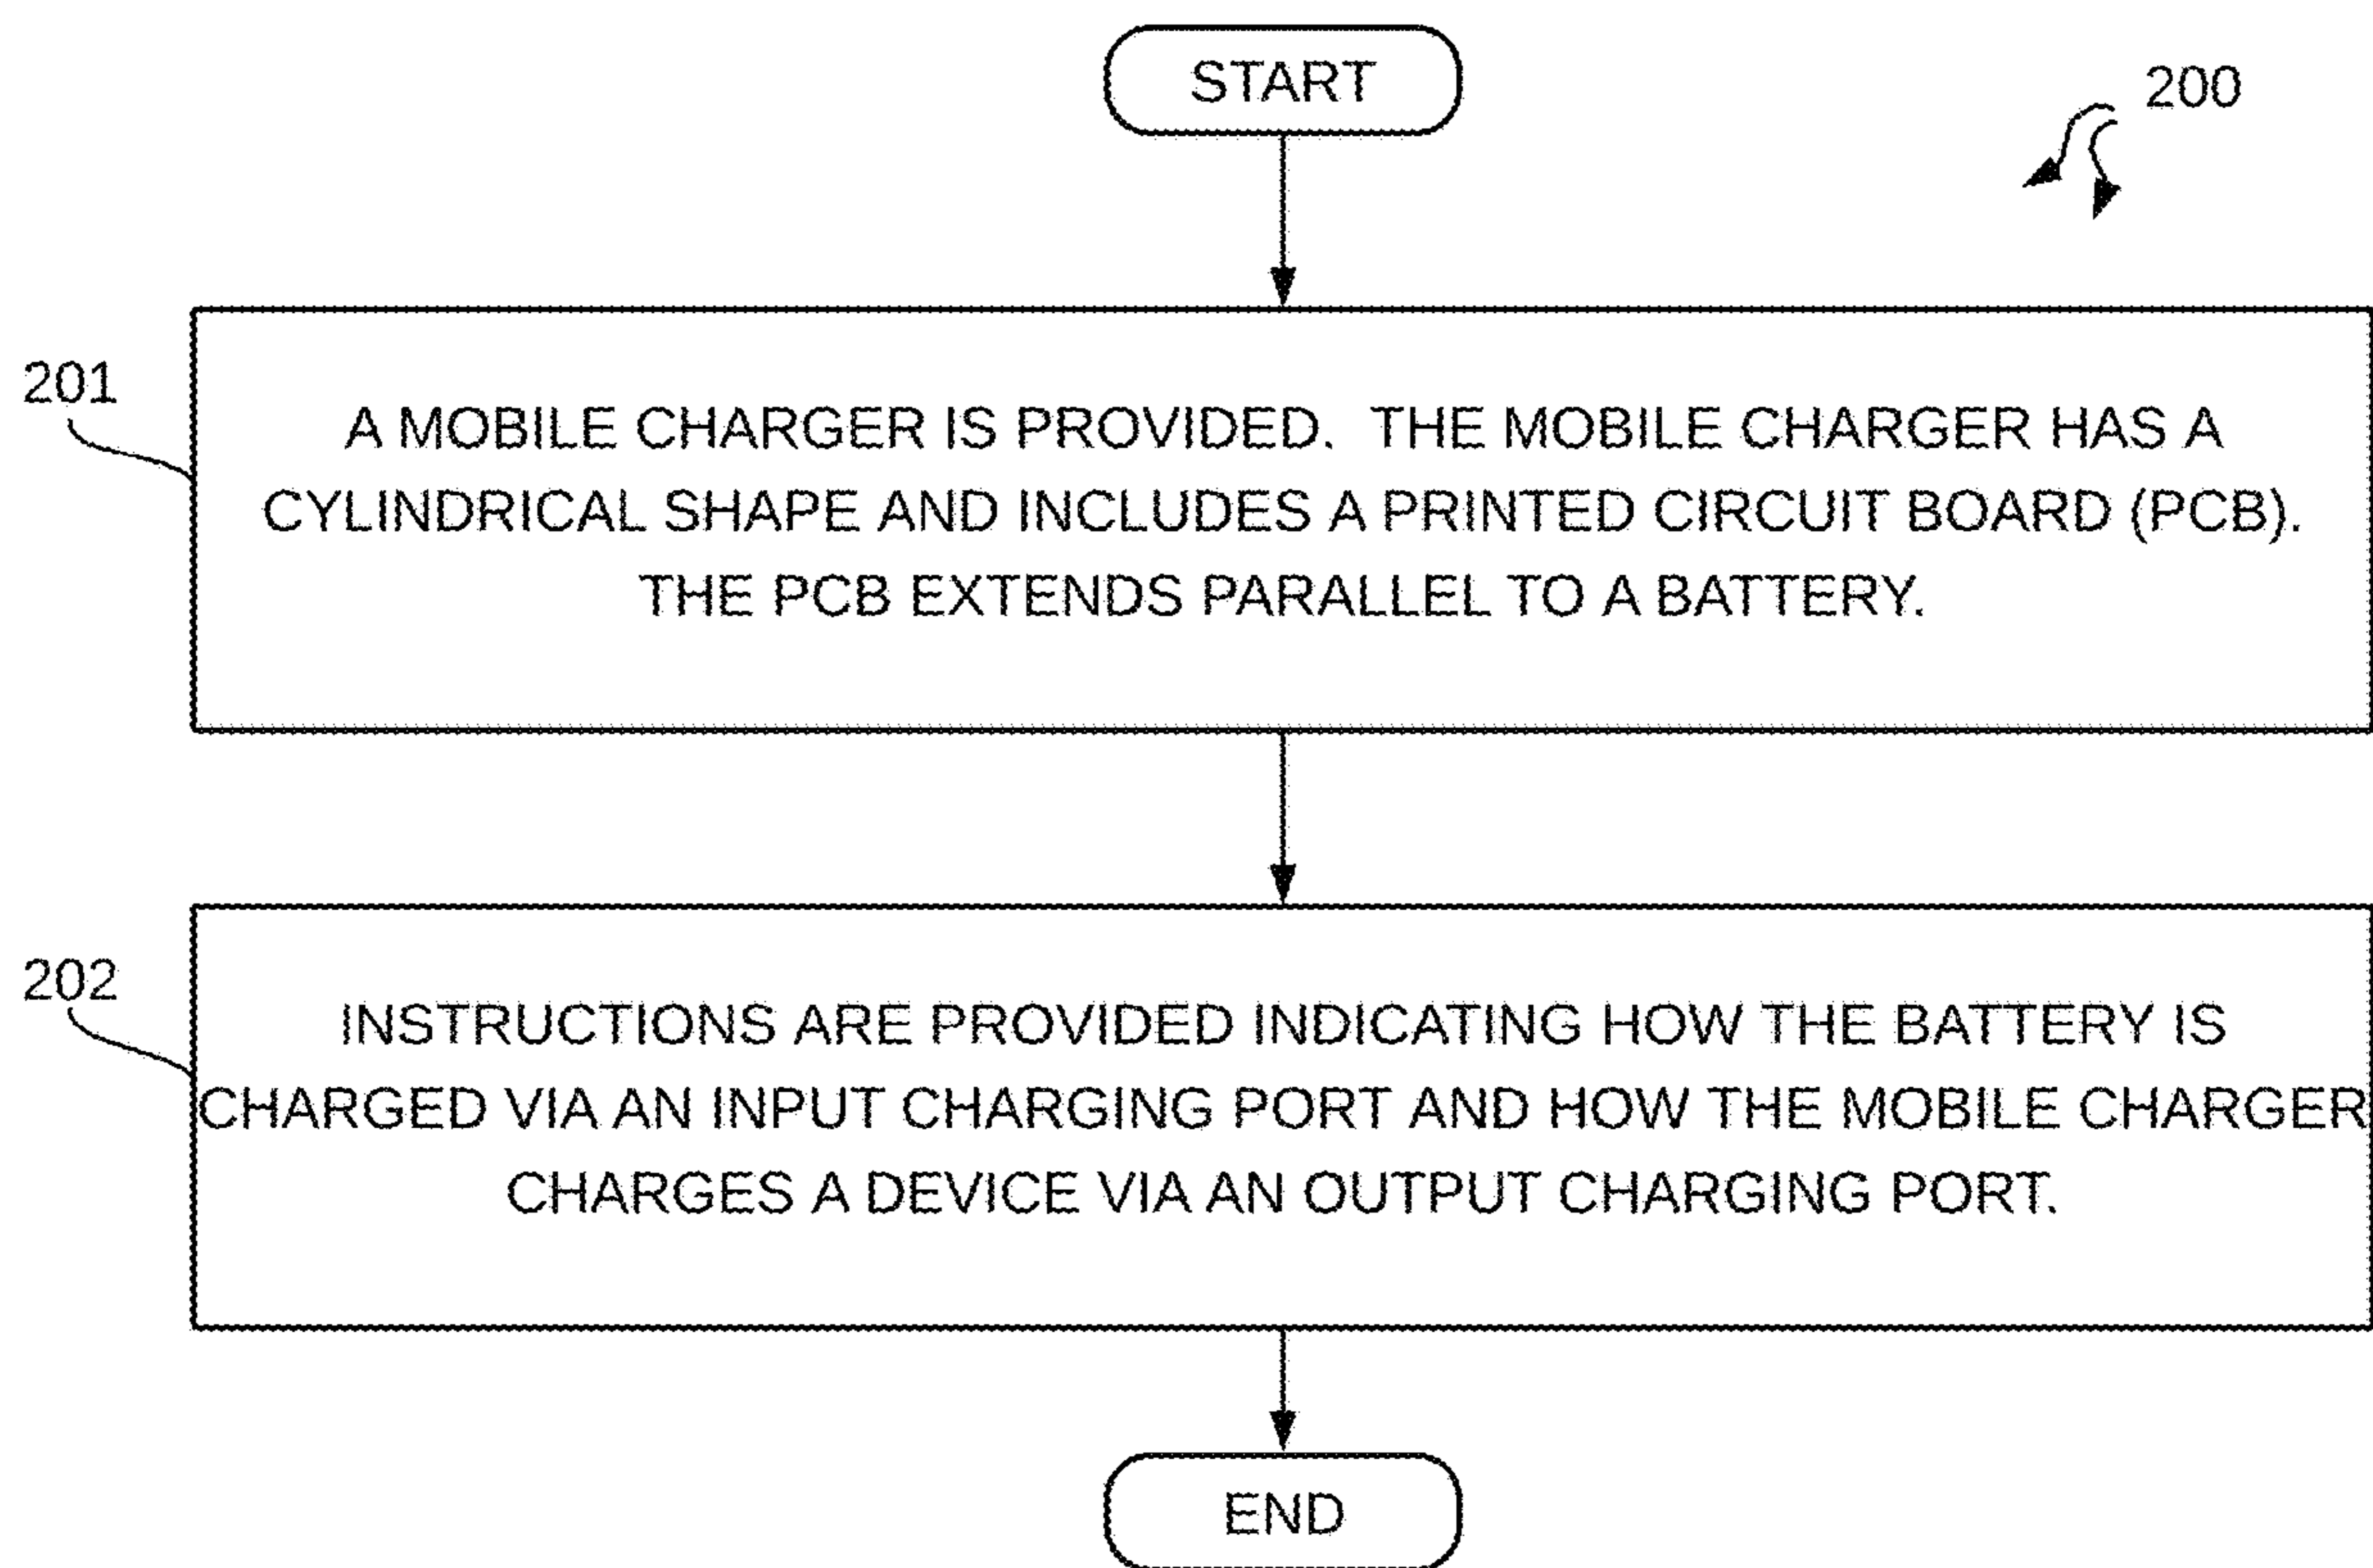 START
200
201
A MOBILE CHARGER IS PROVIDED. THE MOBILE CHARGER HAS A
CYLINDRICAL SHAPE AND INCLUDES A PRINTED CIRCUIT BOARD (PCB).
THE PCB EXTENDS PARALLEL TO A BATTERY.
202
INSTRUCTIONS ARE PROVIDED INDICATING HOW THE BATTERY IS
CHARGED VIA AN INPUT CHARGING PORT AND HOW THE MOBILE CHARGER
CHARGES A DEVICE VIA AN OUTPUT CHARGING PORT.
END